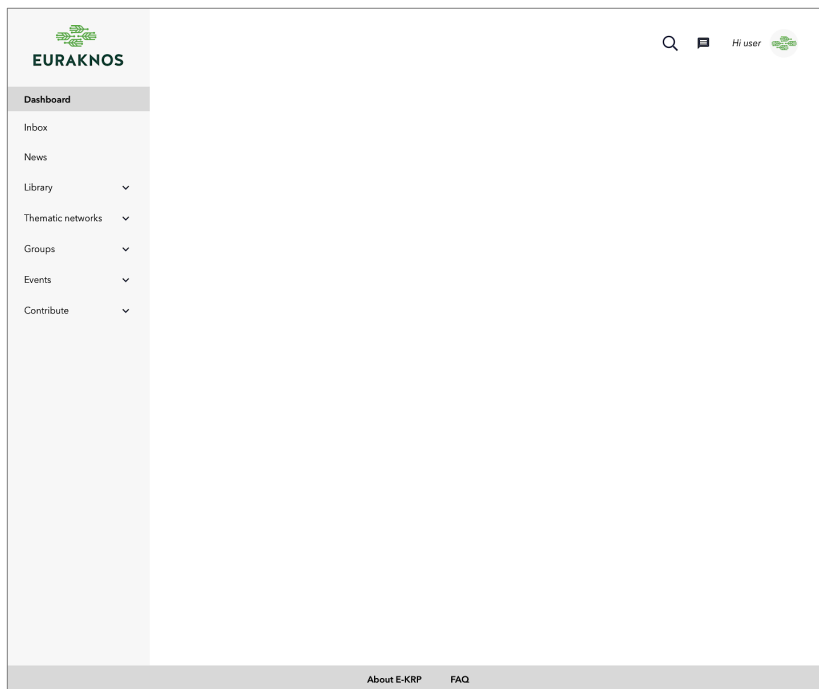 EURAKNOS
Hi user
Dashboard
Inbox
News
Library
Thematic networks
Groups
Events
Contribute
About E-KRP FAQ